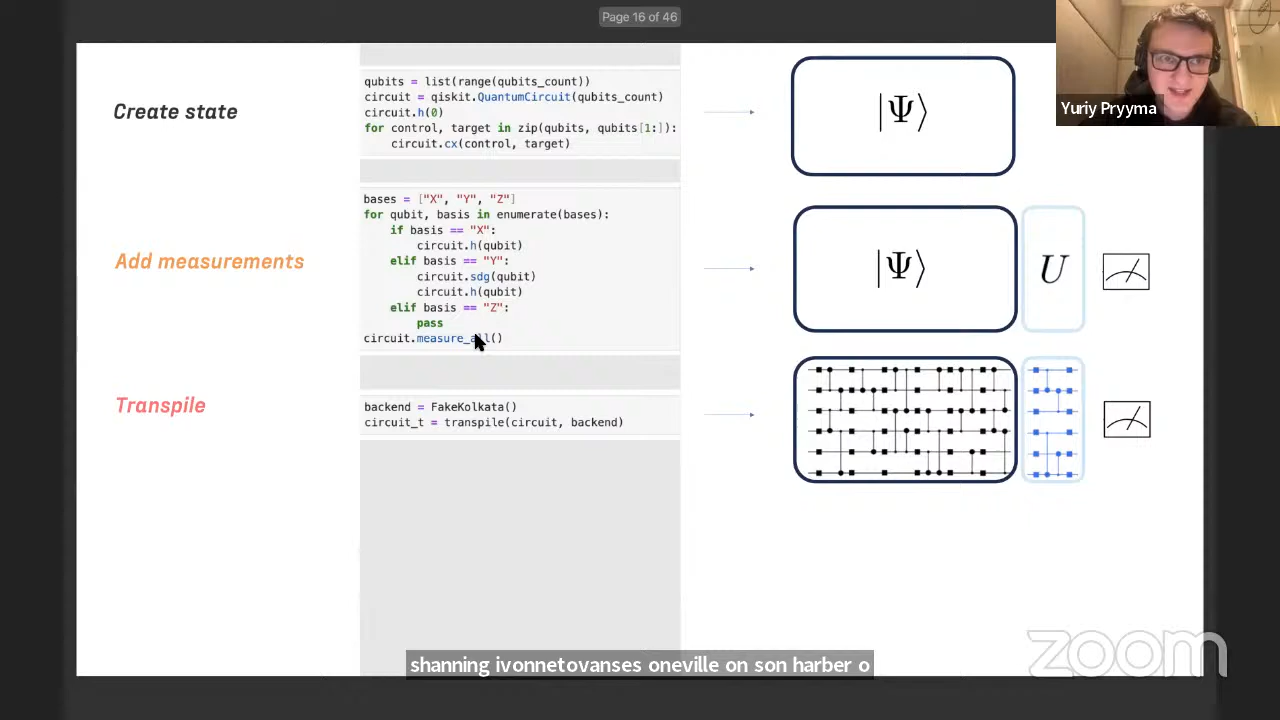 Page 16 of 46
Yuriy Pryyma
Create state
qubits = list(range(qubits_count))
circuit = qiskit.QuantumCircuit(qubits_count)
circuit.h(0)
for control, target in zip(qubits, qubits[1:]):
circuit.cx(control, target)
|Ψ⟩
Add measurements
bases = ["X", "Y", "Z"]
for qubit, basis in enumerate(bases):
if basis == "X":
circuit.h(qubit)
elif basis == "Y":
circuit.sdg(qubit)
circuit.h(qubit)
elif basis == "Z":
pass
circuit.measure_all()
|Ψ⟩
U
Transpile
backend = FakeKolkata()
circuit_t = transpile(circuit, backend)
shanning ivonnetovanses oneville on son harber o
zoom